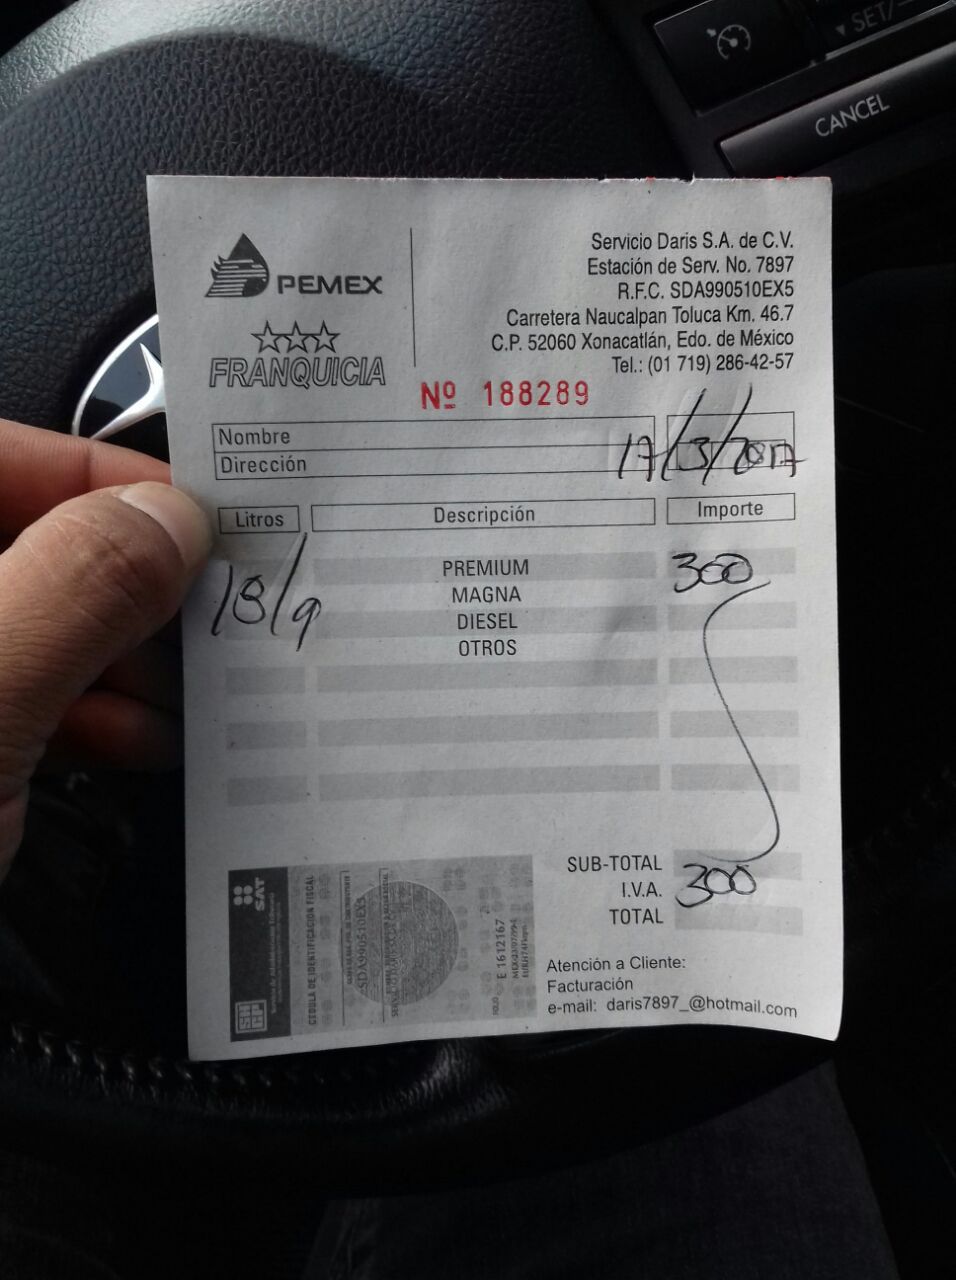 SET/-
CANCEL
PEMEX
FRANQUICIA
Servicio Daris S.A. de C.V.
Estación de Serv. No. 7897
R.F.C. SDA990510EX5
Carretera Naucalpan Toluca Km. 46.7
C.P. 52060 Xonacatlán, Edo. de México
Tel.: (01 719) 286-42-57
Nº 188289
Nombre
Dirección
17/3/2017
Litros Descripción Importe
18/9
PREMIUM 300
MAGNA
DIESEL
OTROS
SUB-TOTAL
I.V.A. 300
TOTAL
SAT
SHCP
CEDULA DE IDENTIFICACION FISCAL
SDA990510EX5
FOLIO E 1612167
Atención a Cliente:
Facturación
e-mail: daris7897_@hotmail.com